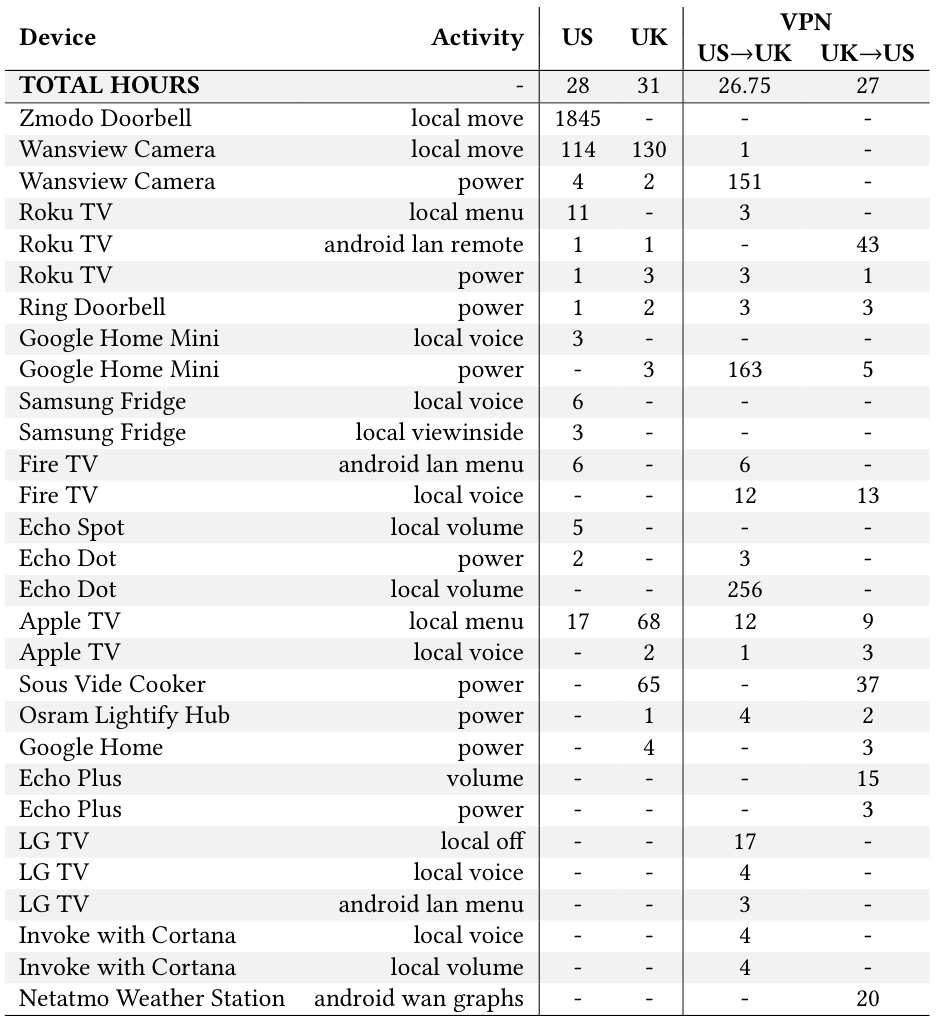 VPN
Device Activity US UK US→UK UK→US
TOTAL HOURS - 28 31 26.75 27
Zmodo Doorbell local move 1845 - - -
Wansview Camera local move 114 130 1 -
Wansview Camera power 4 2 151 -
Roku TV local menu 11 - 3 -
Roku TV android lan remote 1 1 - 43
Roku TV power 1 3 3 1
Ring Doorbell power 1 2 3 3
Google Home Mini local voice 3 - - -
Google Home Mini power - 3 163 5
Samsung Fridge local voice 6 - - -
Samsung Fridge local viewinside 3 - - -
Fire TV android lan menu 6 - 6 -
Fire TV local voice - - 12 13
Echo Spot local volume 5 - - -
Echo Dot power 2 - 3 -
Echo Dot local volume - - 256 -
Apple TV local menu 17 68 12 9
Apple TV local voice - 2 1 3
Sous Vide Cooker power - 65 - 37
Osram Lightify Hub power - 1 4 2
Google Home power - 4 - 3
Echo Plus volume - - - 15
Echo Plus power - - - 3
LG TV local off - - 17 -
LG TV local voice - - 4 -
LG TV android lan menu - - 3 -
Invoke with Cortana local voice - - 4 -
Invoke with Cortana local volume - - 4 -
Netatmo Weather Station android wan graphs - - - 20